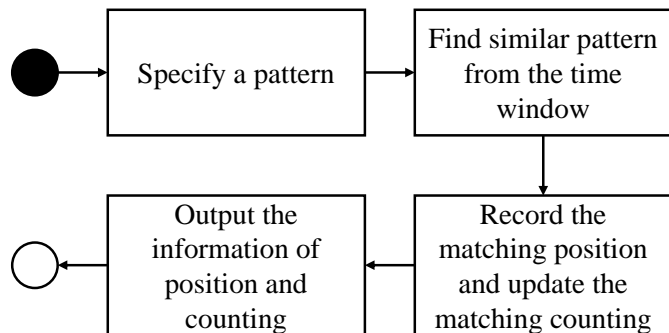 Specify a pattern
Find similar pattern
from the time
window
Record the
matching position
and update the
matching counting
Output the
information of
position and
counting